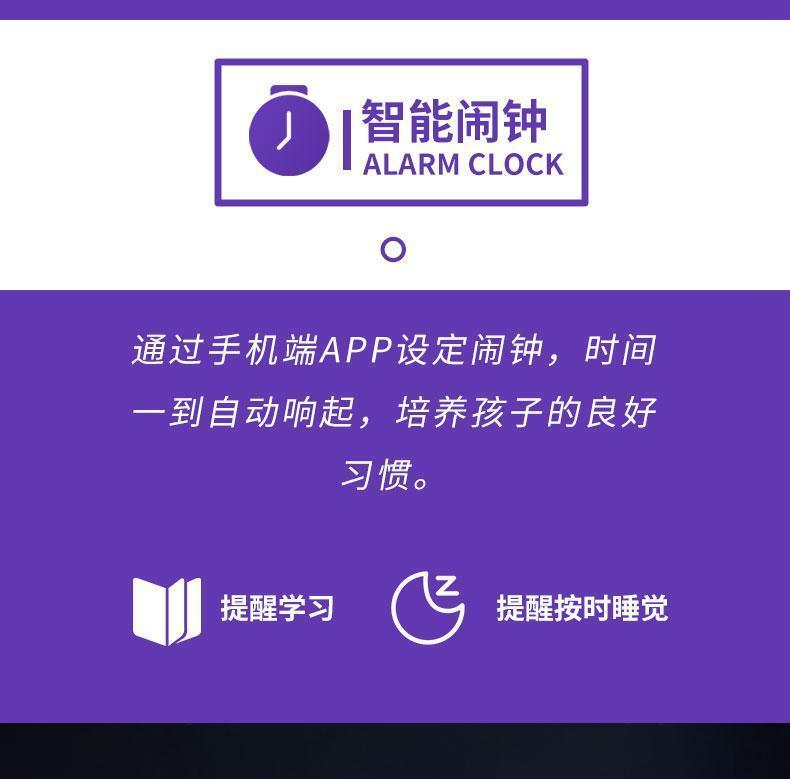 智能闹钟
ALARM CLOCK
通过手机端APP设定闹钟，时间
一到自动响起，培养孩子的良好
习惯。
Z
提醒学习
提醒按时睡觉